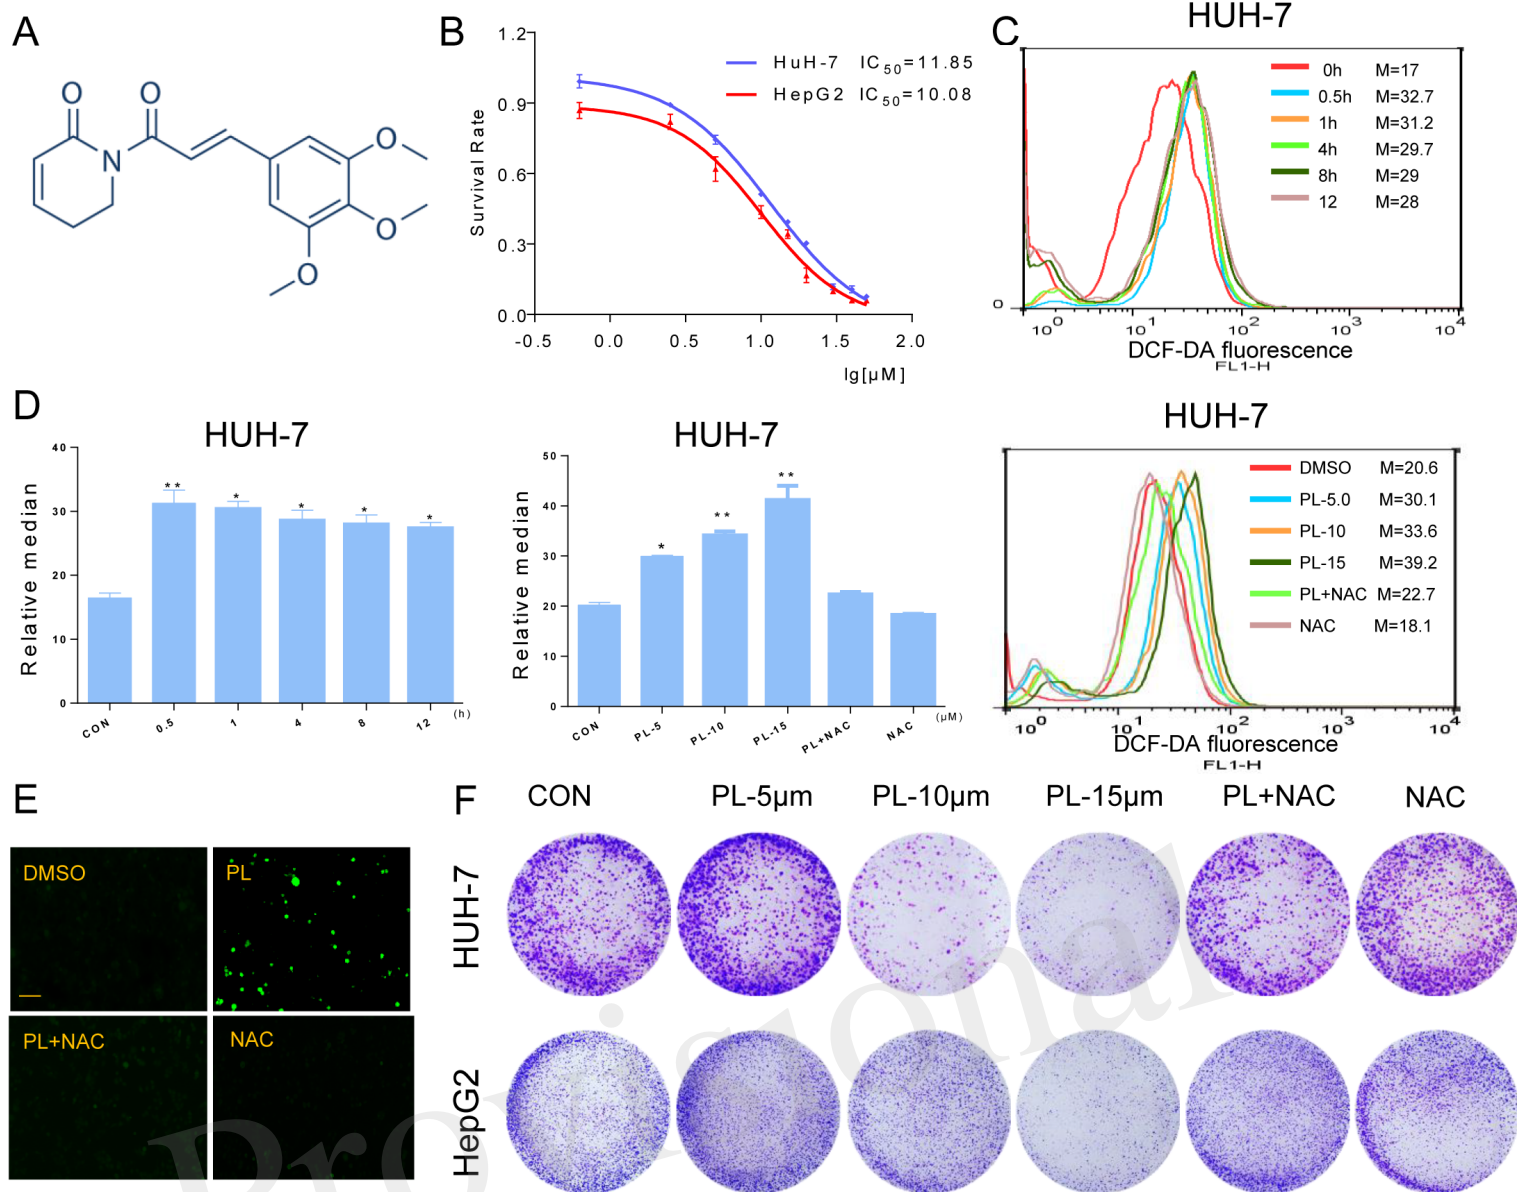 A
O
O
N
O
O
O
B
1.2
0.9
0.6
0.3
0.0
Survival Rate
HuH-7 IC50=11.85
HepG2 IC50=10.08
-0.5 0.0 0.5 1.0 1.5 2.0
lg[µM]
C
HUH-7
0h M=17
0.5h M=32.7
1h M=31.2
4h M=29.7
8h M=29
12 M=28
0
10^0 10^1 10^2 10^3 10^4
DCF-DA fluorescence
FL1-H
D
HUH-7
40
30
20
10
0
Relative median
** * * * *
CON 0.5 1 4 8 12 (h)
HUH-7
50
40
30
20
10
0
Relative median
* ** **
CON PL-5 PL-10 PL-15 PL+NAC NAC (µM)
HUH-7
DMSO M=20.6
PL-5.0 M=30.1
PL-10 M=33.6
PL-15 M=39.2
PL+NAC M=22.7
NAC M=18.1
10^0 10^1 10^2 10^3 10^4
DCF-DA fluorescence
FL1-H
E
DMSO
PL
PL+NAC
NAC
F
CON PL-5µm PL-10µm PL-15µm PL+NAC NAC
HUH-7
HepG2
Provisional